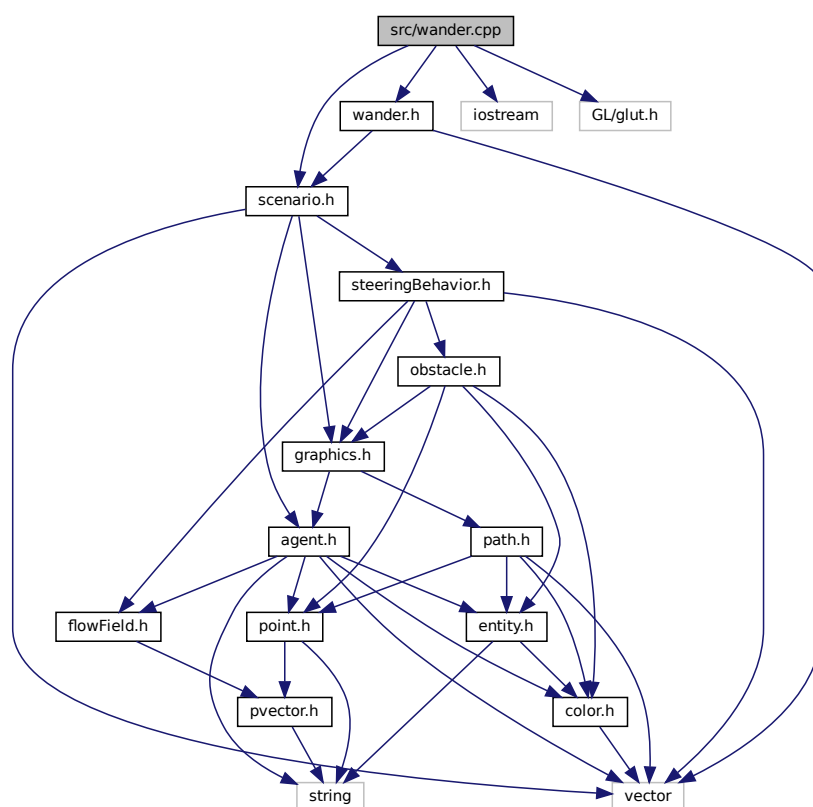 src/wander.cpp
wander.h
iostream
GL/glut.h
scenario.h
steeringBehavior.h
obstacle.h
graphics.h
agent.h
path.h
flowField.h
point.h
entity.h
pvector.h
color.h
string
vector